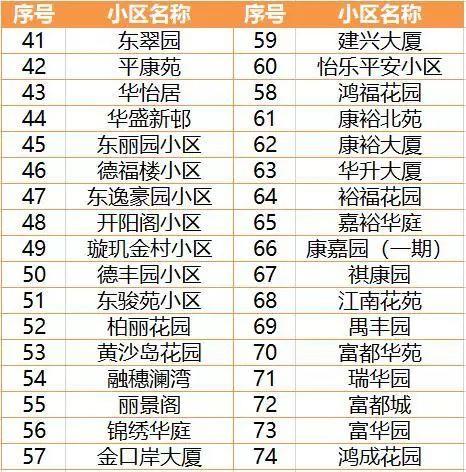 序号 小区名称 序号 小区名称
41 东翠园 59 建兴大厦
42 平康苑 60 怡乐平安小区
43 华怡居 58 鸿福花园
44 华盛新邨 61 康裕北苑
45 东丽园小区 62 康裕大厦
46 德福楼小区 63 华升大厦
47 东逸豪园小区 64 裕福花园
48 开阳阁小区 65 嘉裕华庭
49 璇玑金村小区 66 康嘉园（一期）
50 德丰园小区 67 祺康园
51 东骏苑小区 68 江南花苑
52 柏丽花园 69 禺丰园
53 黄沙岛花园 70 富都华苑
54 融穗澜湾 71 瑞华园
55 丽景阁 72 富都城
56 锦绣华庭 73 富华园
57 金口岸大厦 74 鸿成花园